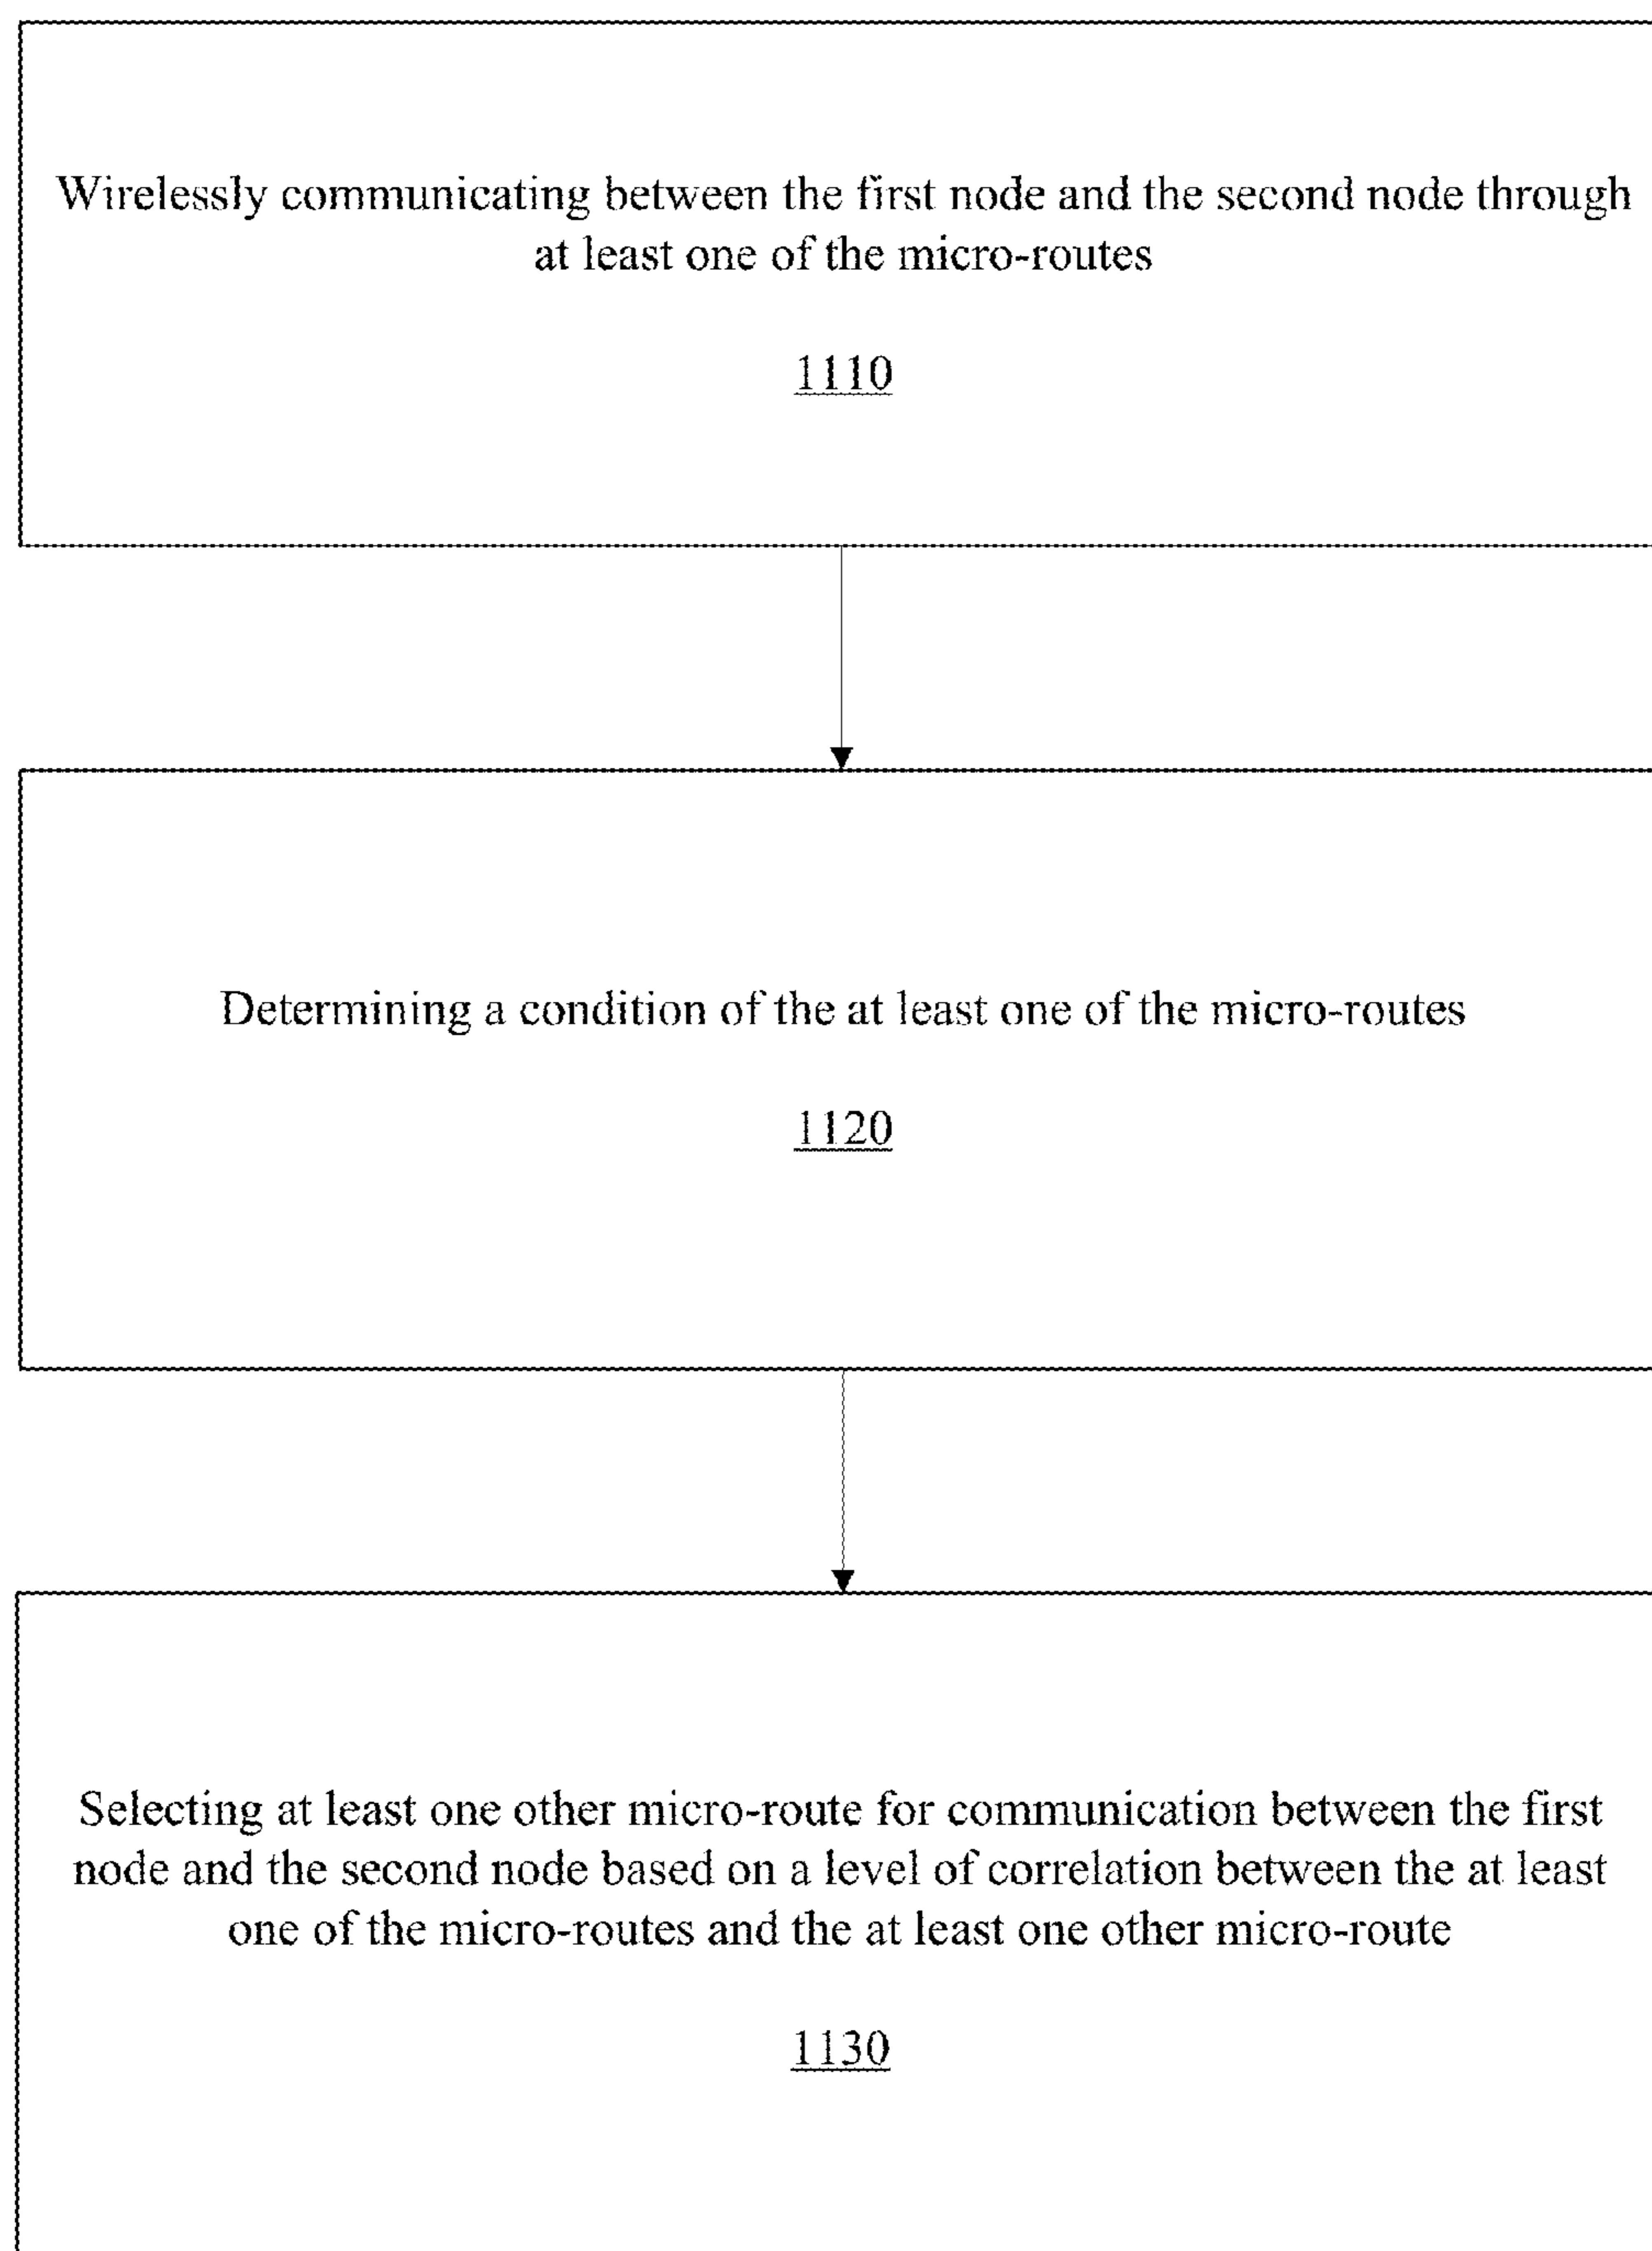 Wirelessly communicating between the first node and the second node through
at least one of the micro-routes
1110
Determining a condition of the at least one of the micro-routes
1120
Selecting at least one other micro-route for communication between the first
node and the second node based on a level of correlation between the at least
one of the micro-routes and the at least one other micro-route
1130